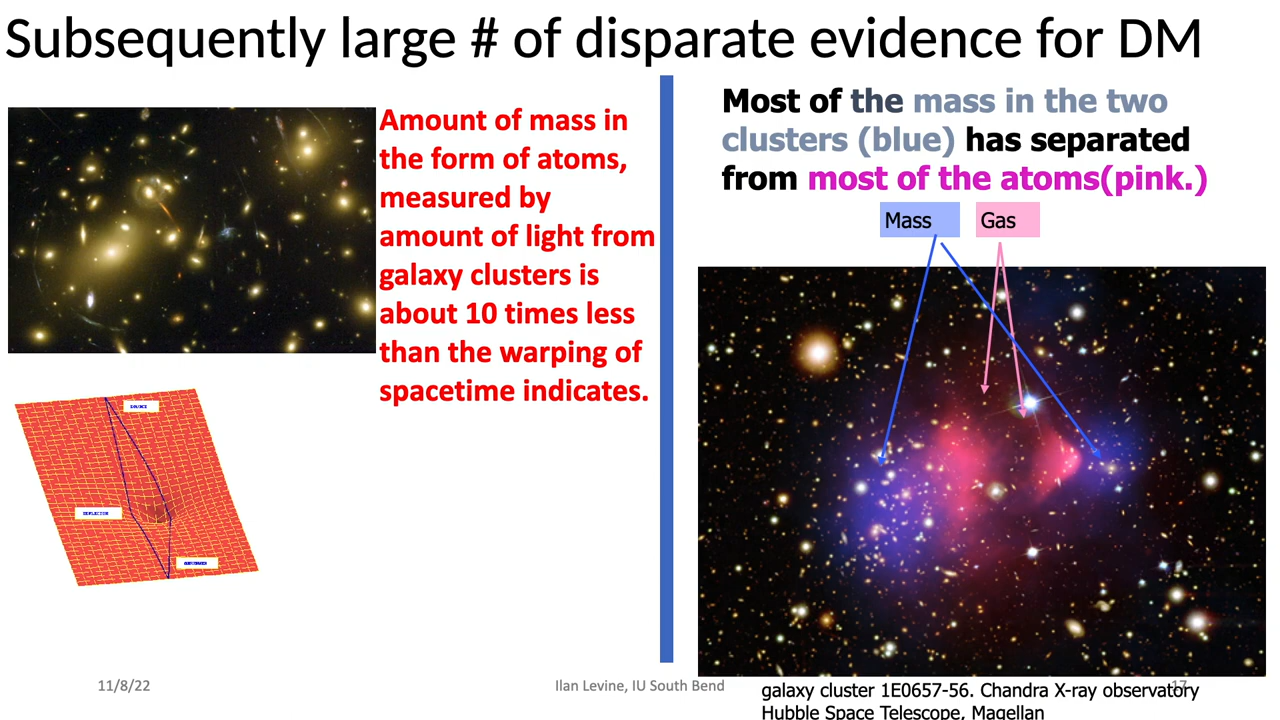 Subsequently large # of disparate evidence for DM
Amount of mass in
the form of atoms,
measured by
amount of light from
galaxy clusters is
about 10 times less
than the warping of
spacetime indicates.
Most of the mass in the two
clusters (blue) has separated
from most of the atoms(pink.)
Mass
Gas
11/8/22
Ilan Levine, IU South Bend
17
galaxy cluster 1E0657-56. Chandra X-ray observatory
Hubble Space Telescope, Magellan